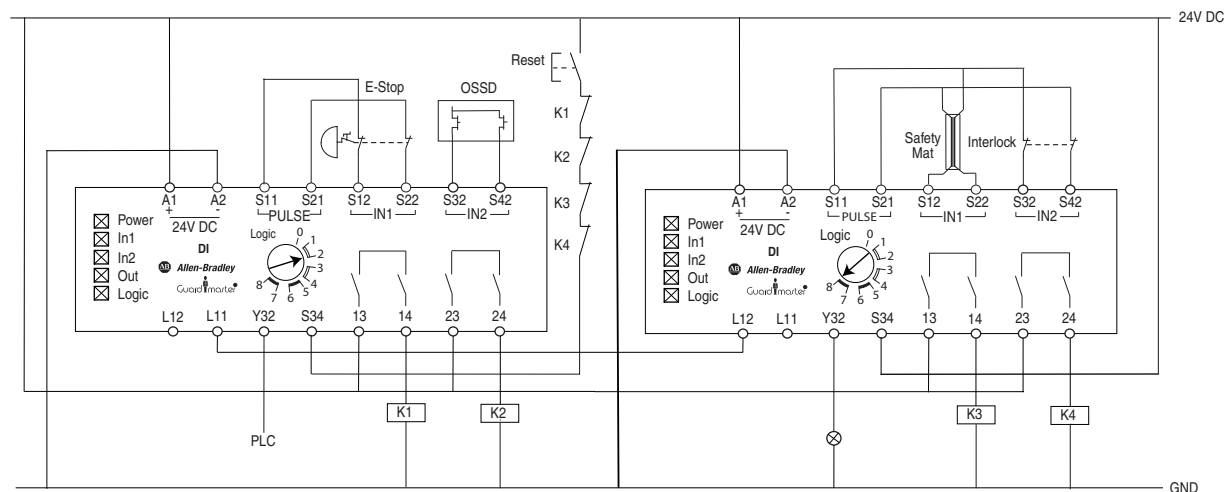 24V DC
Reset
E-Stop
OSSD
K1
K2
K3
K4
Safety
Mat
Interlock
A1 A2 S11 S21 S12 S22 S32 S42
+ - PULSE IN1 IN2
24V DC
Power
In1
In2
Out
Logic
DI
AB Allen-Bradley
Guardmaster
Logic
0
1
2
3
4
5
6
7
8
L12 L11 Y32 S34 13 14 23 24
A1 A2 S11 S21 S12 S22 S32 S42
+ - PULSE IN1 IN2
24V DC
Power
In1
In2
Out
Logic
DI
AB Allen-Bradley
Guardmaster
Logic
0
1
2
3
4
5
6
7
8
L12 L11 Y32 S34 13 14 23 24
K1 K2 K3 K4
PLC
GND